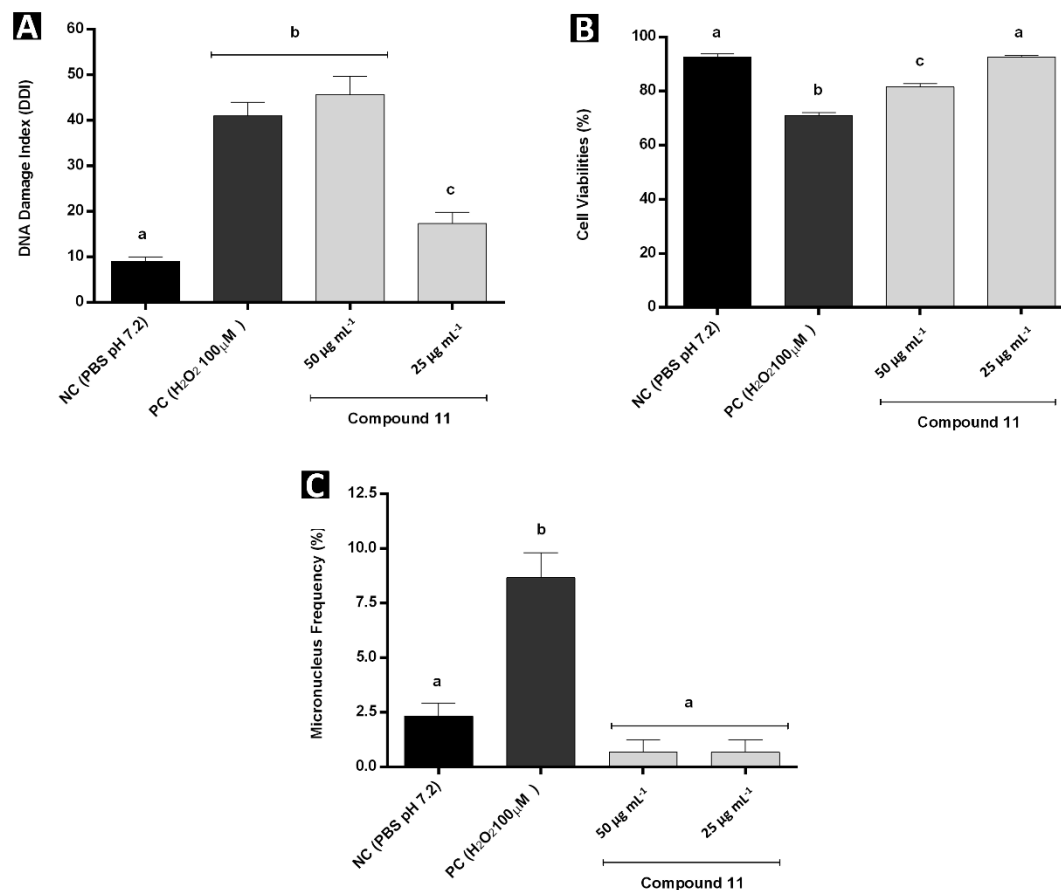 A
DNA Damage Index (DDI)
60
50
40
30
20
10
0
a
b
c
NC (PBS pH 7.2)
PC (H₂O₂ 100μM )
50 μg mL⁻¹
25 μg mL⁻¹
Compound 11
B
Cell Viabilities (%)
100
80
60
40
20
0
a
b
c
a
NC (PBS pH 7.2)
PC (H₂O₂100μM )
50 μg mL⁻¹
25 μg mL⁻¹
Compound 11
C
Micronucleus Frequency (%)
12.5
10.0
7.5
5.0
2.5
0.0
a
b
a
NC (PBS pH 7.2)
PC (H₂O₂100μM )
50 μg mL⁻¹
25 μg mL⁻¹
Compound 11